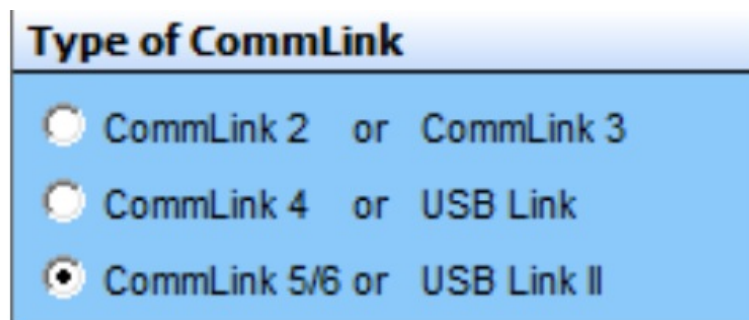 Type of CommLink
CommLink 2 or CommLink 3
CommLink 4 or USB Link
CommLink 5/6 or USB Link II